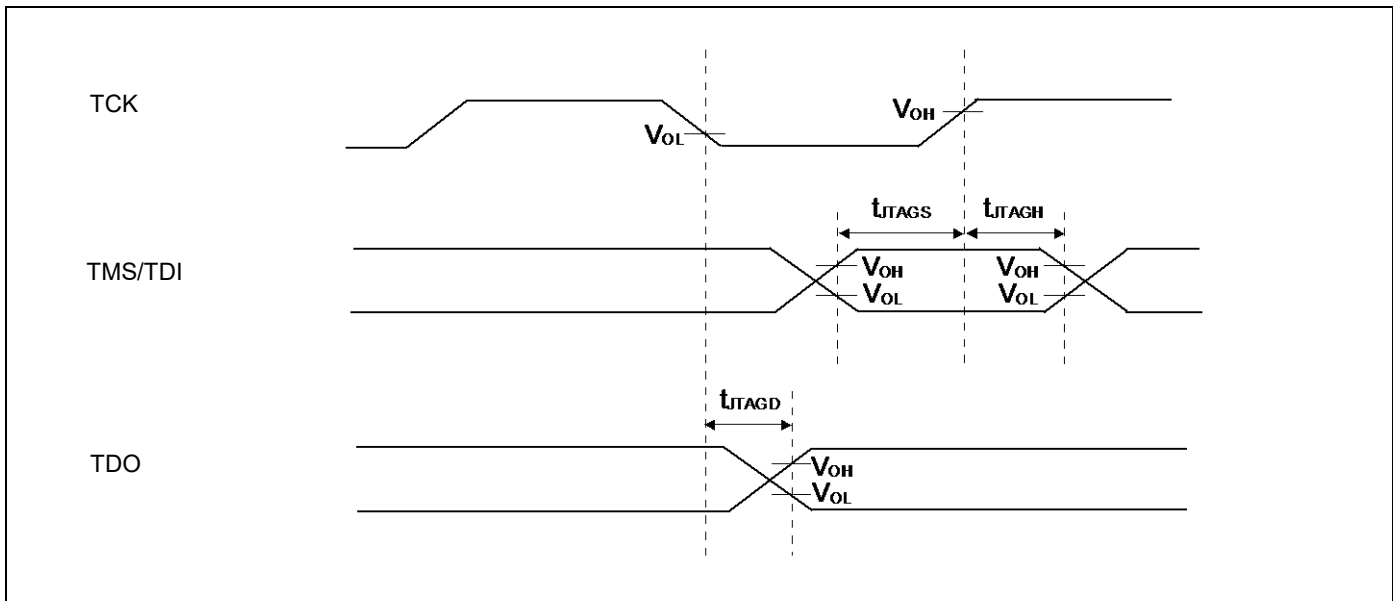 TCK
VOH
VOL
tJTAGS tJTAGH
TMS/TDI
VOH VOH
VOL VOL
tJTAGD
TDO
VOH
VOL